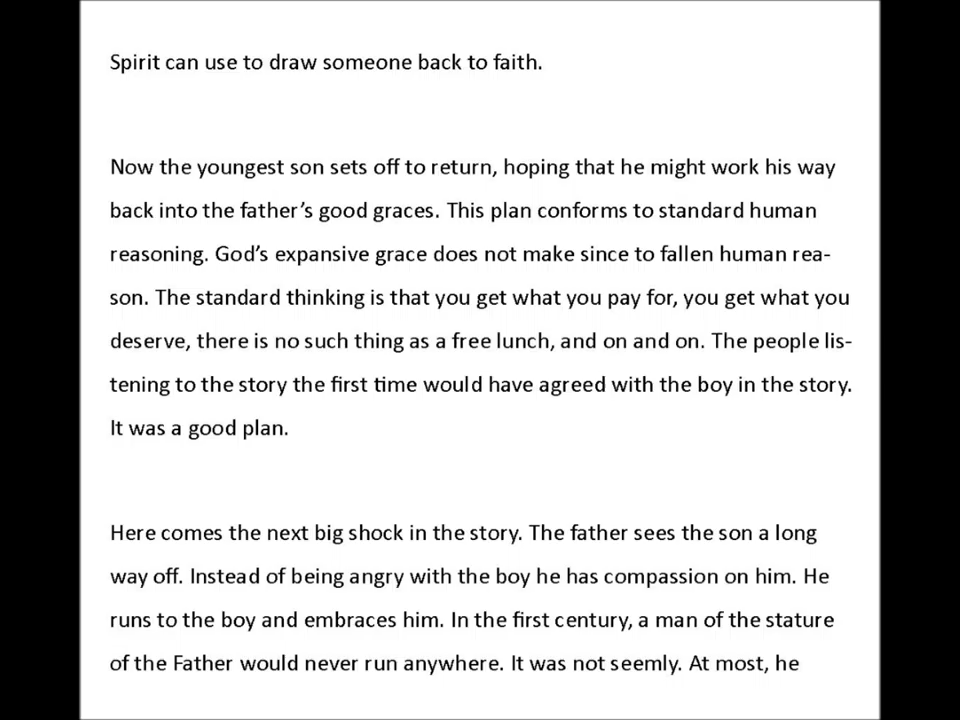 Spirit can use to draw someone back to faith.
Now the youngest son sets off to return, hoping that he might work his way
back into the father’s good graces. This plan conforms to standard human
reasoning. God’s expansive grace does not make since to fallen human rea-
son. The standard thinking is that you get what you pay for, you get what you
deserve, there is no such thing as a free lunch, and on and on. The people lis-
tening to the story the first time would have agreed with the boy in the story.
It was a good plan.
Here comes the next big shock in the story. The father sees the son a long
way off. Instead of being angry with the boy he has compassion on him. He
runs to the boy and embraces him. In the first century, a man of the stature
of the Father would never run anywhere. It was not seemly. At most, he